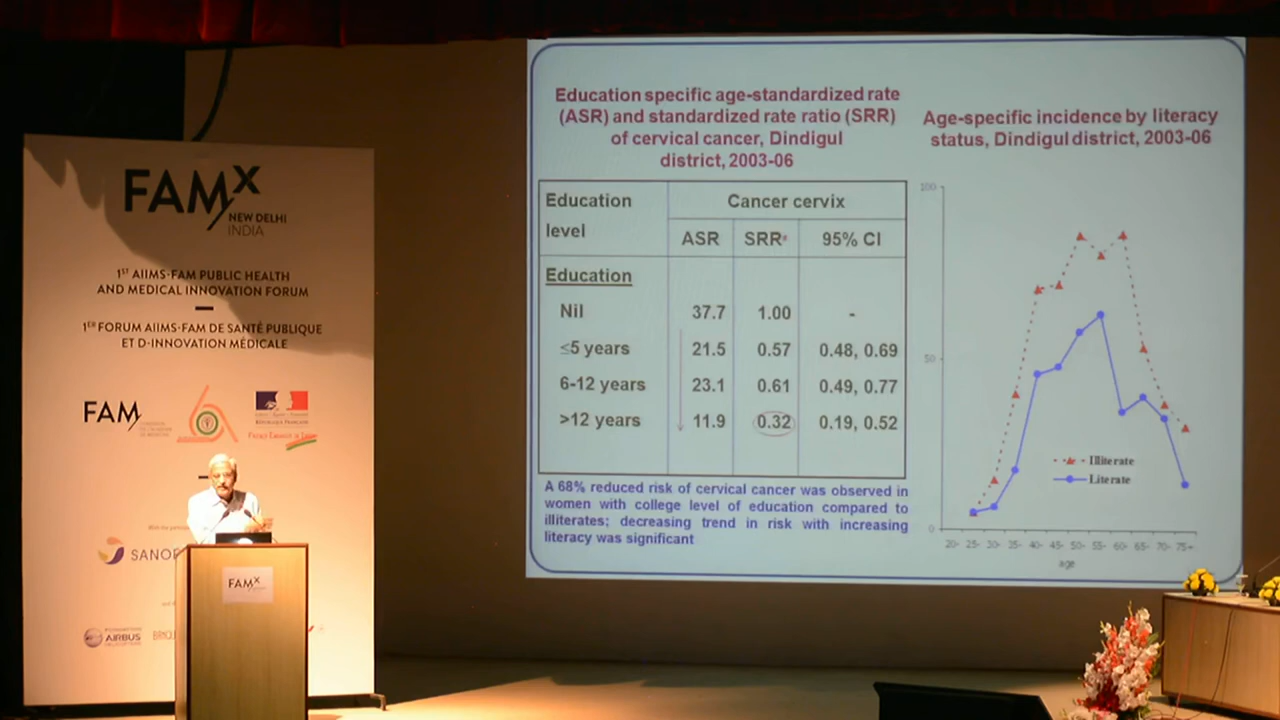 FAMx
NEW DELHI
INDIA
1ST AIIMS-FAM PUBLIC HEALTH
AND MEDICAL INNOVATION FORUM
1ER FORUM AIIMS-FAM DE SANTÉ PUBLIQUE
ET D-INNOVATION MÉDICALE
FAM
RÉPUBLIQUE FRANÇAISE
SANOF
AIRBUS
BANQU
FAMx
Education specific age-standardized rate
(ASR) and standardized rate ratio (SRR)
of cervical cancer, Dindigul
district, 2003-06
Education level
Cancer cervix
ASR SRR 95% CI
Education
Nil 37.7 1.00 -
≤5 years 21.5 0.57 0.48, 0.69
6-12 years 23.1 0.61 0.49, 0.77
>12 years 11.9 0.32 0.19, 0.52
A 68% reduced risk of cervical cancer was observed in
women with college level of education compared to
illiterates; decreasing trend in risk with increasing
literacy was significant
Age-specific incidence by literacy
status, Dindigul district, 2003-06
100
50
0
Illiterate
Literate
20- 25- 30- 35- 40- 45- 50- 55- 60- 65- 70- 75+
age